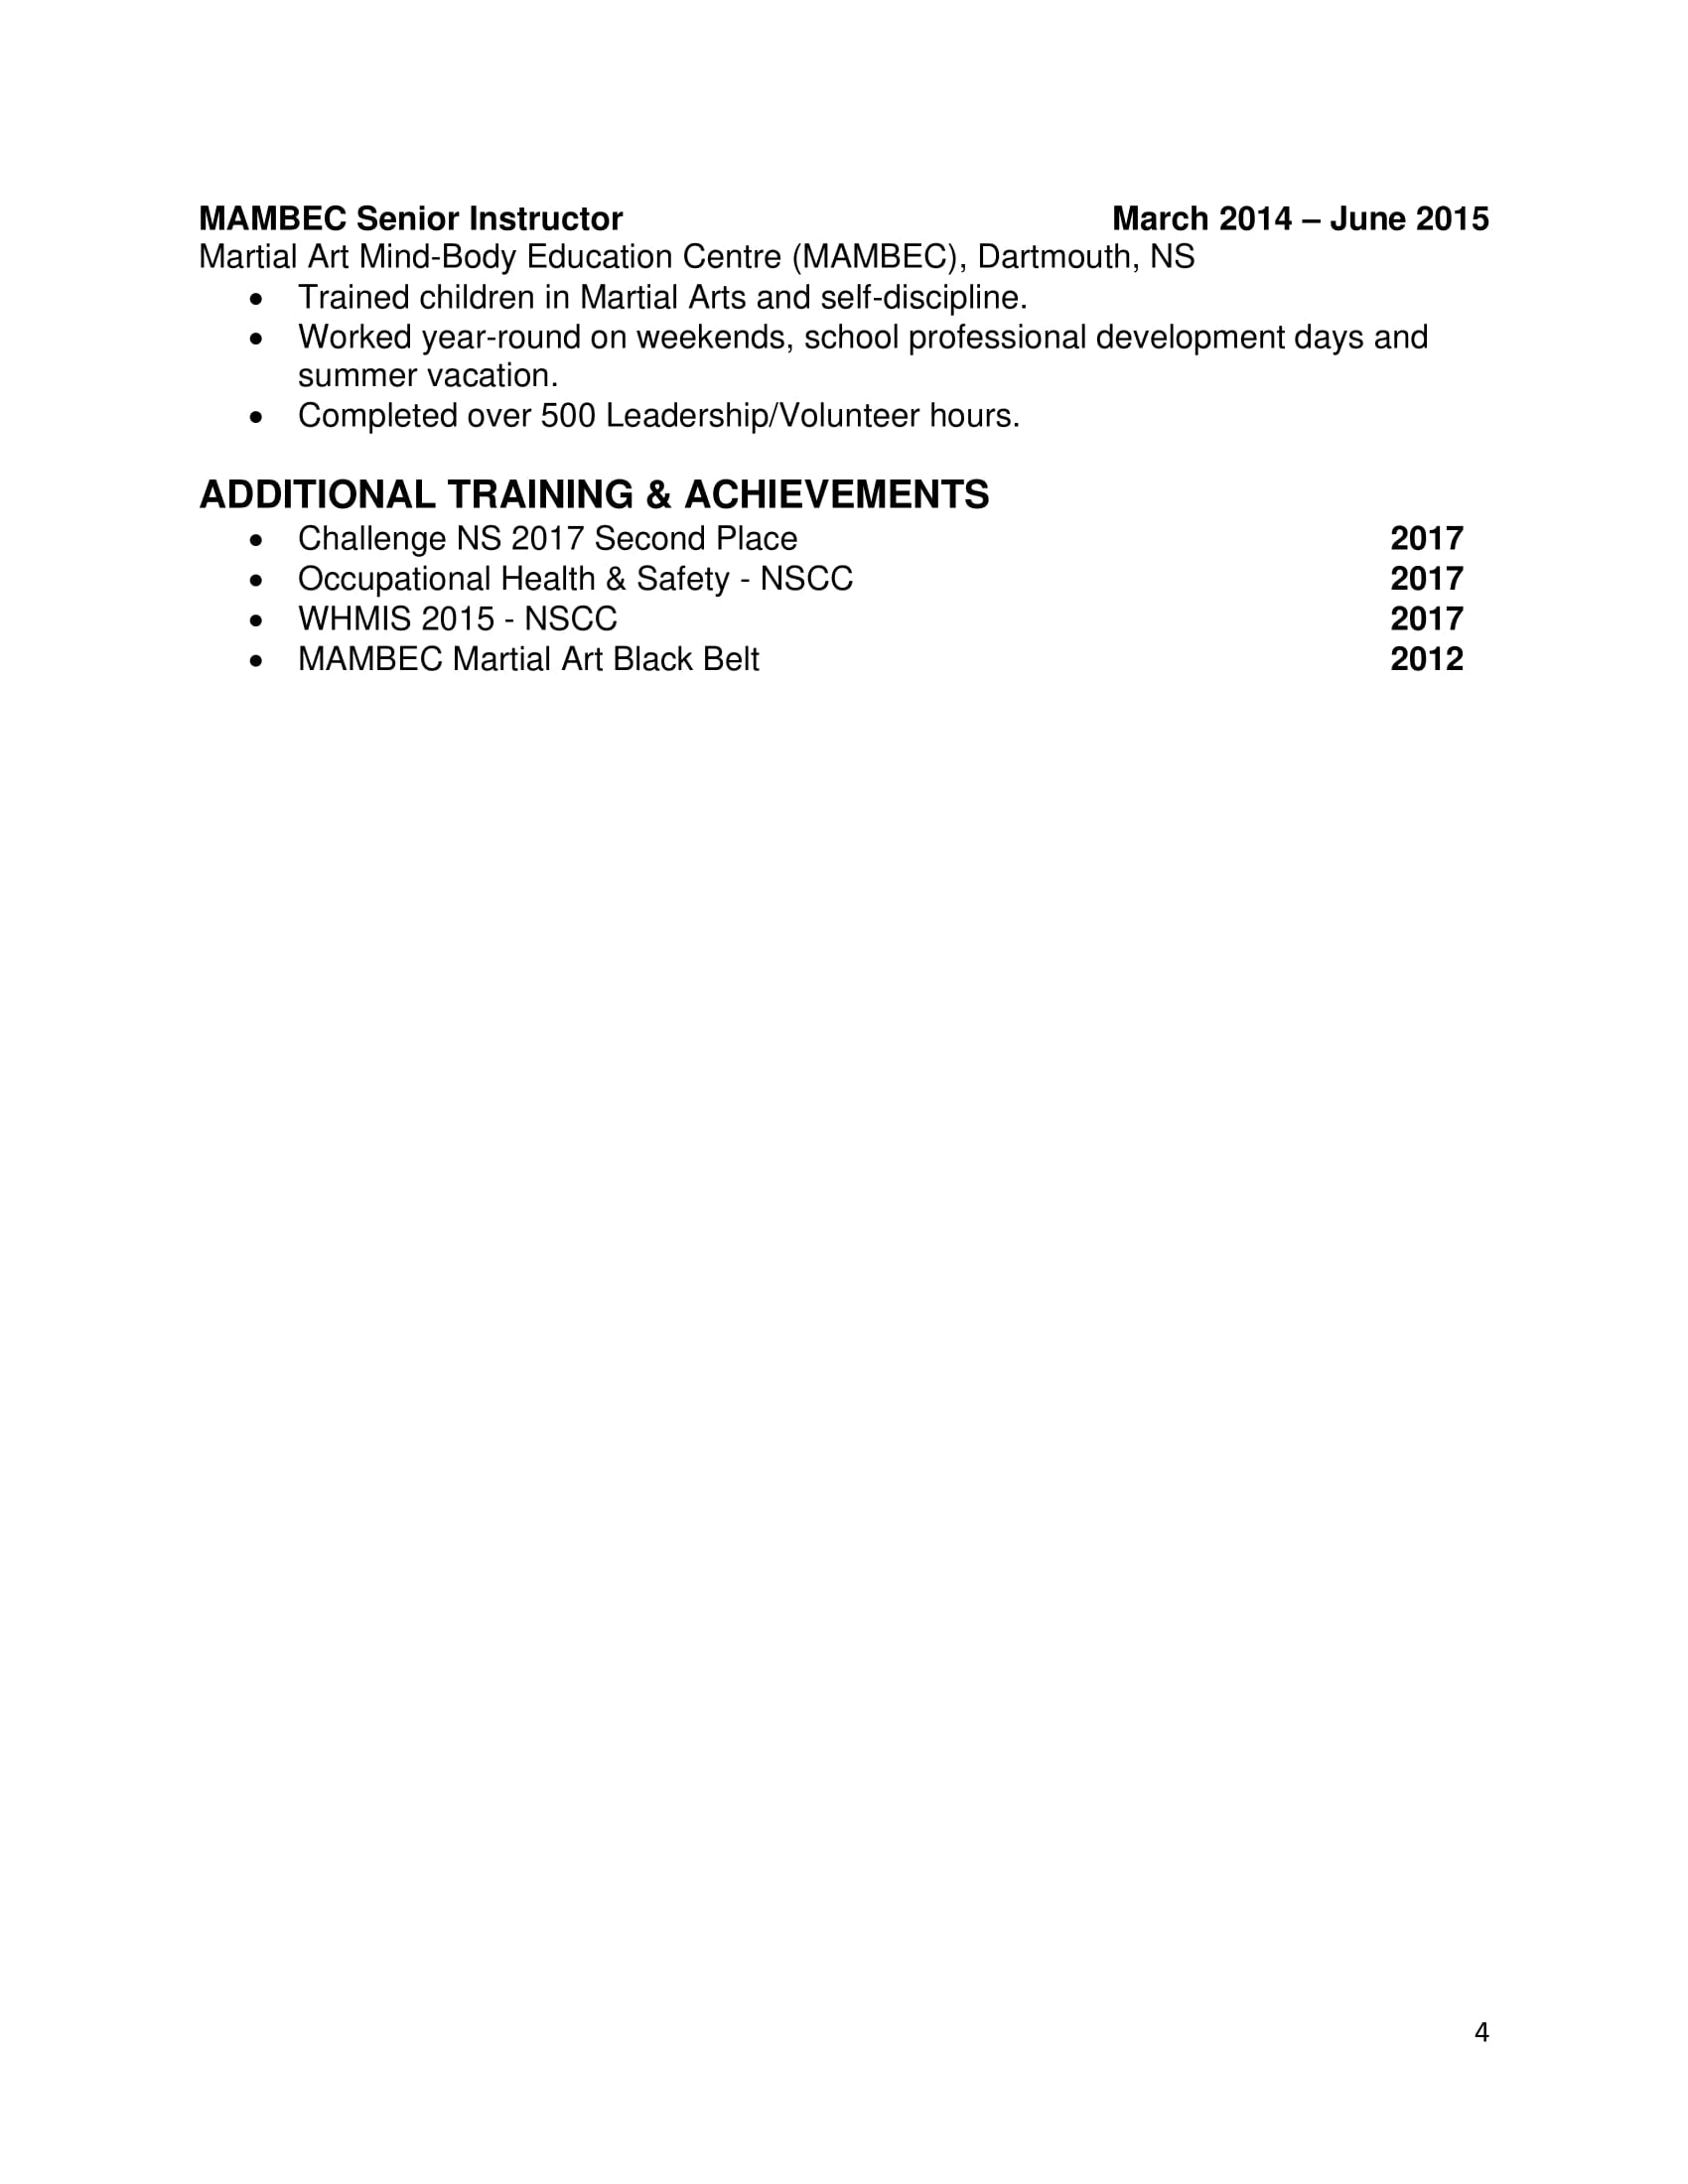 MAMBEC Senior Instructor March 2014 – June 2015
Martial Art Mind-Body Education Centre (MAMBEC), Dartmouth, NS
• Trained children in Martial Arts and self-discipline.
• Worked year-round on weekends, school professional development days and
summer vacation.
• Completed over 500 Leadership/Volunteer hours.
ADDITIONAL TRAINING & ACHIEVEMENTS
• Challenge NS 2017 Second Place 2017
• Occupational Health & Safety - NSCC 2017
• WHMIS 2015 - NSCC 2017
• MAMBEC Martial Art Black Belt 2012
4